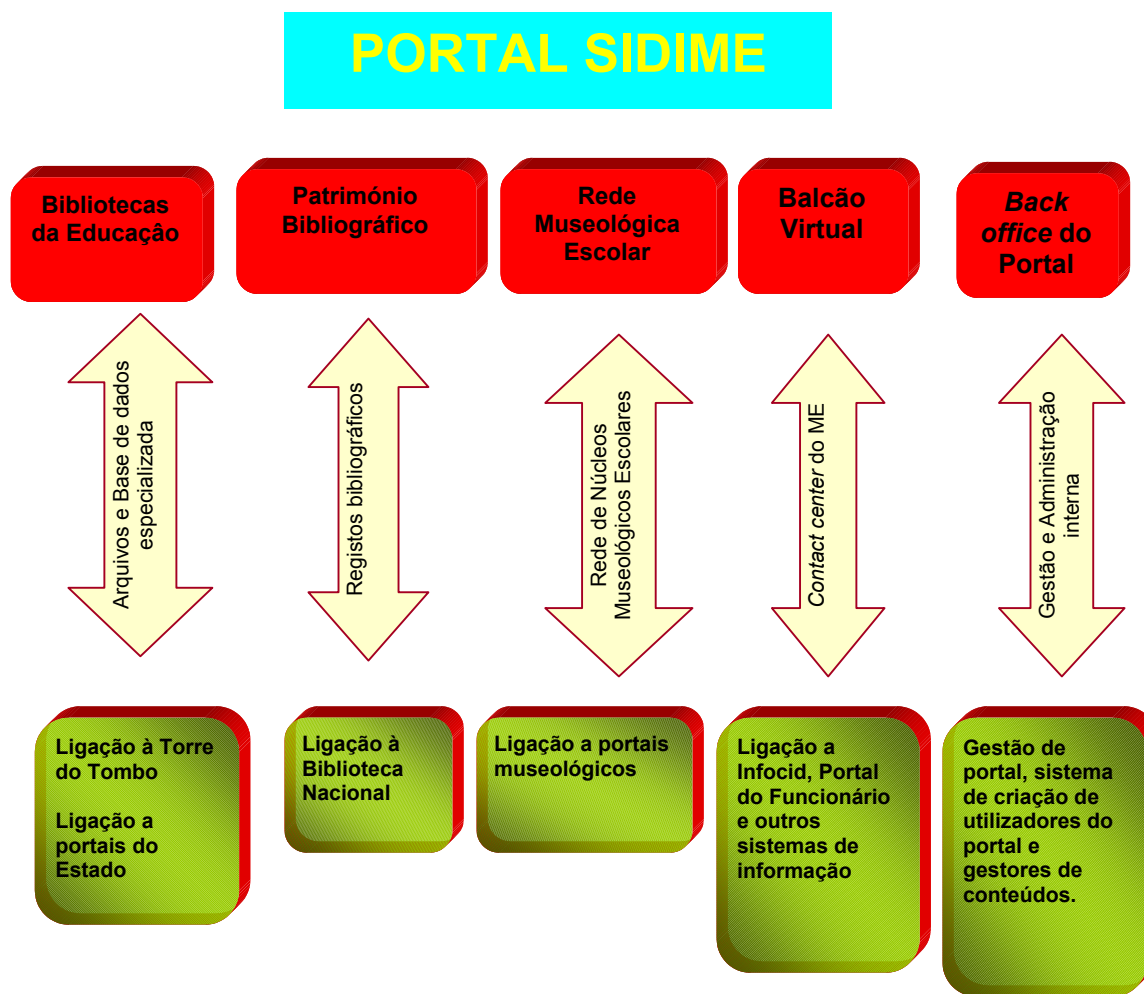 PORTAL SIDIME
Bibliotecas
da Educaçâo
Património
Bibliográfico
Rede
Museológica
Escolar
Balcão
Virtual
Back
office do
Portal
Arquivos e Base de dados
especializada
Registos bibliográficos
Rede de Núcleos
Museológicos Escolares
Contact center do ME
Gestão e Administração
interna
Ligação à Torre
do Tombo
Ligação a
portais do
Estado
Ligação à
Biblioteca
Nacional
Ligação a portais
museológicos
Ligação a
Infocid, Portal
do Funcionário
e outros
sistemas de
informação
Gestão de
portal, sistema
de criação de
utilizadores do
portal e
gestores de
conteúdos.